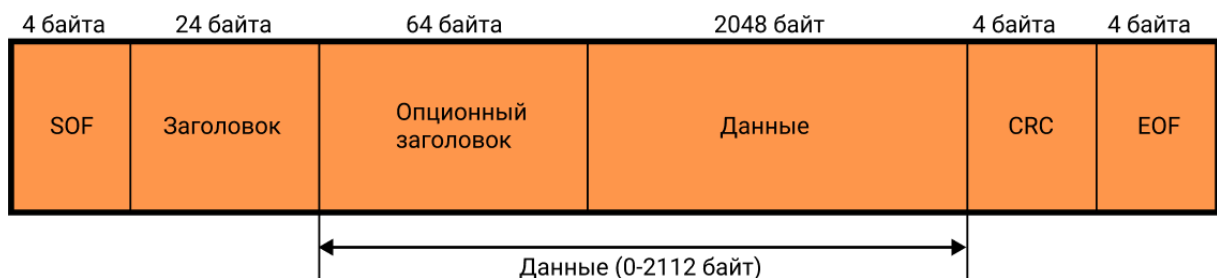 4 байта 24 байта 64 байта 2048 байт 4 байта 4 байта
SOF Заголовок Опционный заголовок Данные CRC EOF
Данные (0-2112 байт)